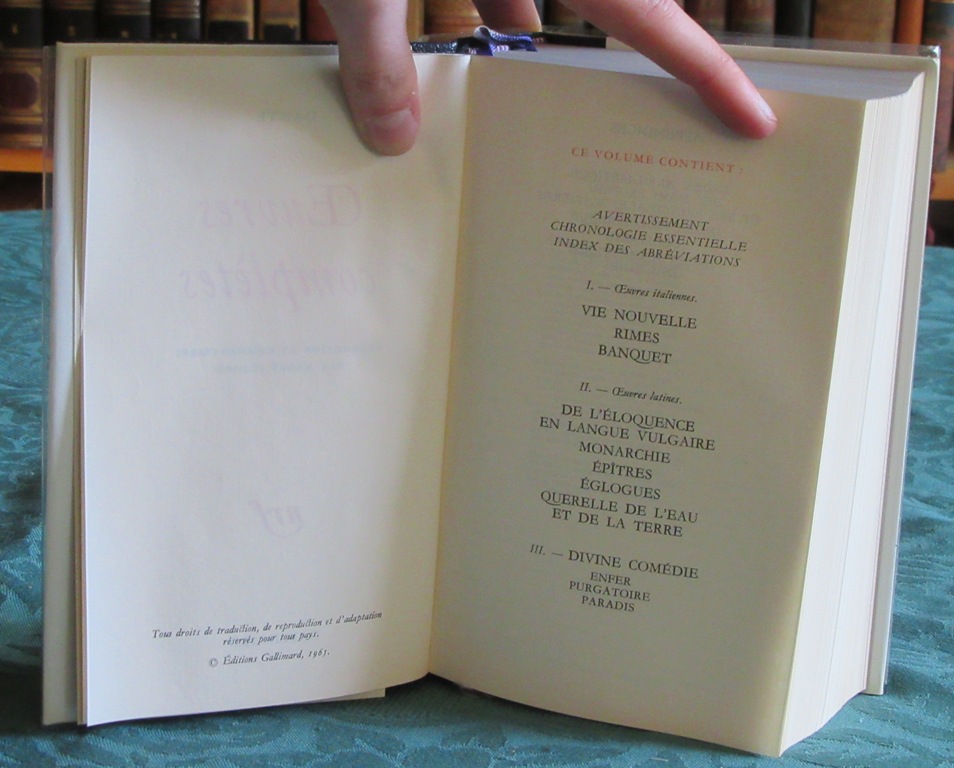 Tous droits de traduction, de reproduction et d'adaptation
réservés pour tous pays.
© Éditions Gallimard, 1965.
CE VOLUME CONTIENT :
AVERTISSEMENT
CHRONOLOGIE ESSENTIELLE
INDEX DES ABRÉVIATIONS
I. — Œuvres italiennes.
VIE NOUVELLE
RIMES
BANQUET
II. — Œuvres latines.
DE L'ÉLOQUENCE
EN LANGUE VULGAIRE
MONARCHIE
ÉPÎTRES
ÉGLOGUES
QUERELLE DE L'EAU
ET DE LA TERRE
III. — DIVINE COMÉDIE
ENFER
PURGATOIRE
PARADIS